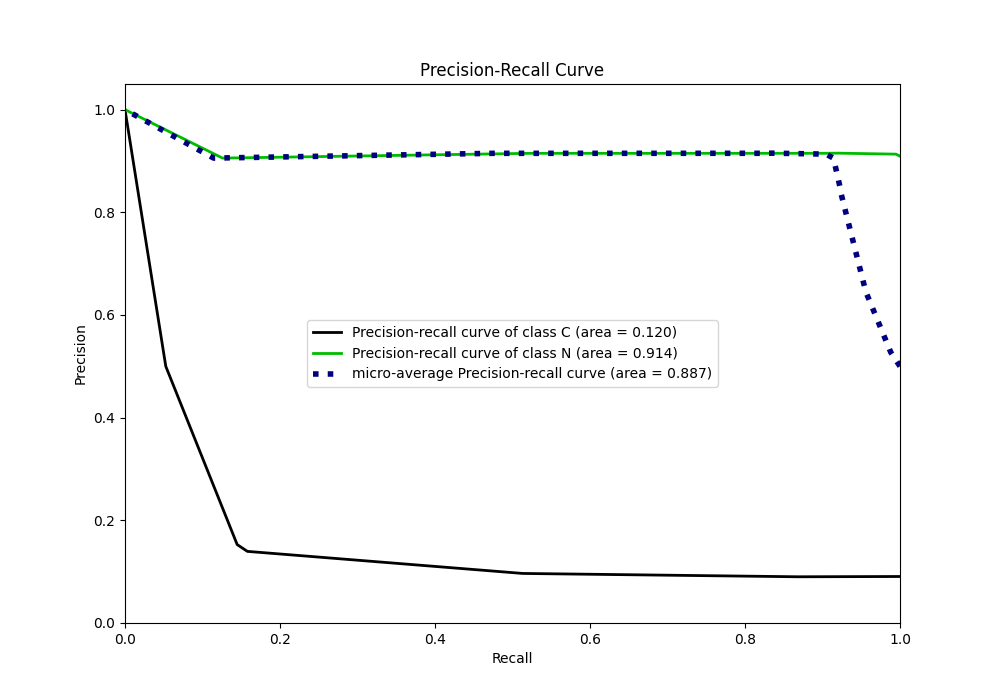 Precision-Recall Curve
1.0
0.8
0.6
0.4
0.2
0.0
Precision
Precision-recall curve of class C (area = 0.120)
Precision-recall curve of class N (area = 0.914)
micro-average Precision-recall curve (area = 0.887)
0.0 0.2 0.4 0.6 0.8 1.0
Recall